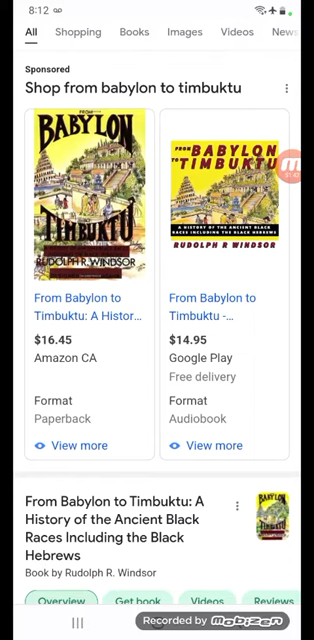 8:12
All Shopping Books Images Videos News
Sponsored
Shop from babylon to timbuktu
FROM
BABYLON
TO
TIMBUKTU
RUDOLPH R. WINDSOR
FROM BABYLON
TO TIMBUKTU
A HISTORY OF THE ANCIENT BLACK
RACES INCLUDING THE BLACK HEBREWS
RUDOLPH R WINDSOR
From Babylon to
Timbuktu: A Histor...
$16.45
Amazon CA
Format
Paperback
View more
From Babylon to
Timbuktu -...
$14.95
Google Play
Free delivery
Format
Audiobook
View more
From Babylon to Timbuktu: A
History of the Ancient Black
Races Including the Black
Hebrews
Book by Rudolph R. Windsor
BABYLON
TIMBUKTU
Overview Get book Videos Reviews
Recorded by Mobizen